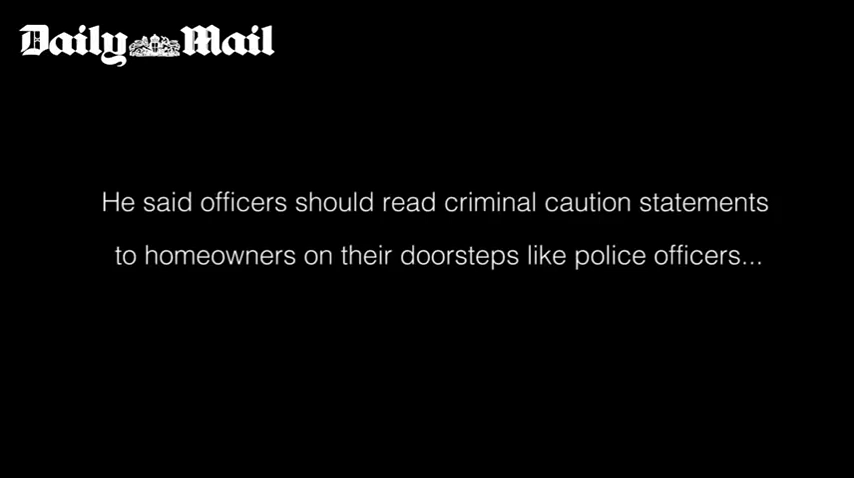 Daily Mail
He said officers should read criminal caution statements
to homeowners on their doorsteps like police officers...